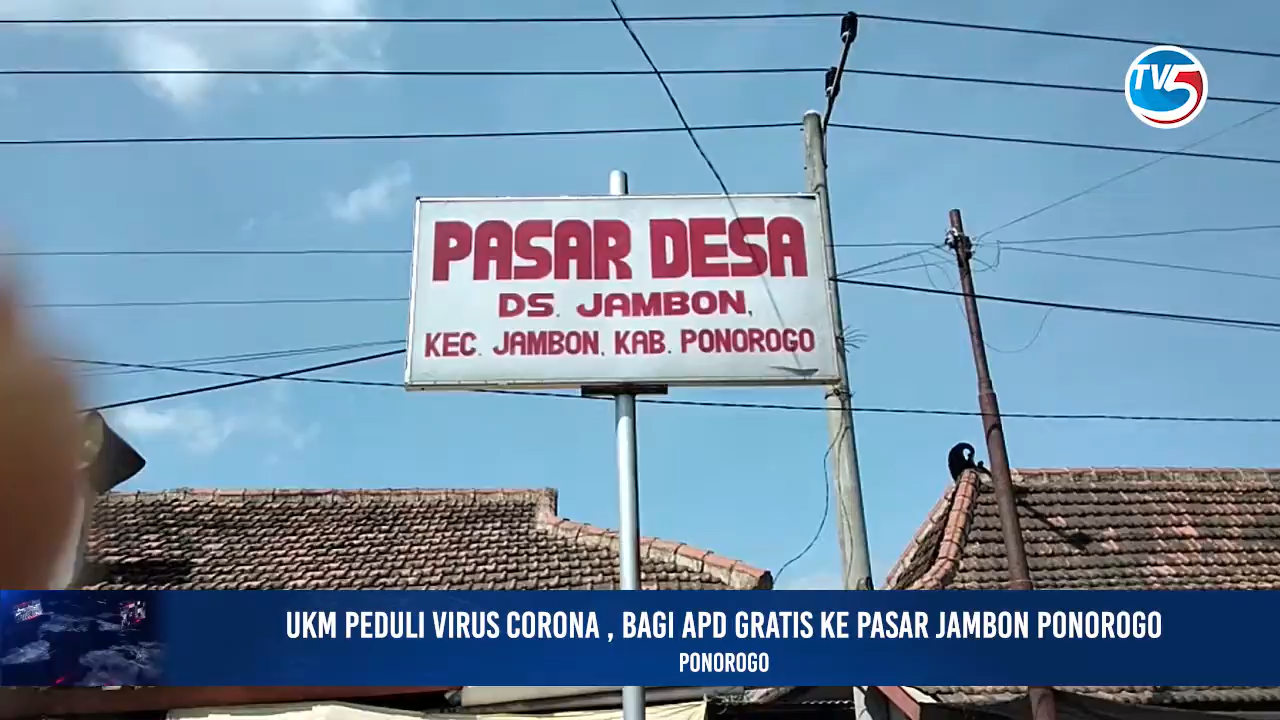 TV5
PASAR DESA
DS. JAMBON,
KEC. JAMBON, KAB. PONOROGO
UKM PEDULI VIRUS CORONA , BAGI APD GRATIS KE PASAR JAMBON PONOROGO
PONOROGO